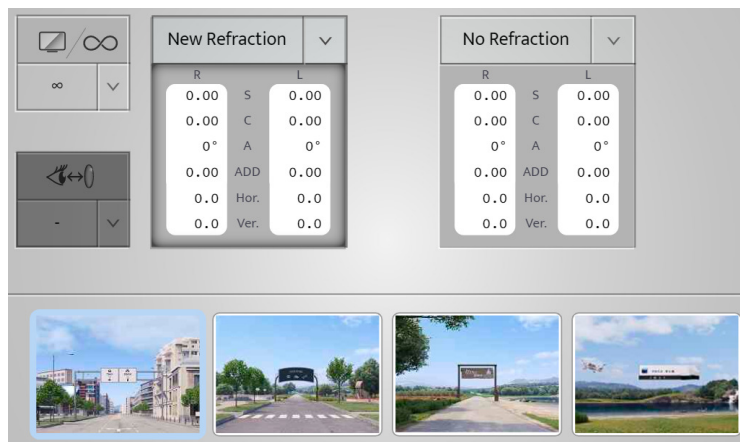 ∞
∞
New Refraction
R L
0.00 S 0.00
0.00 C 0.00
0° A 0°
0.00 ADD 0.00
0.0 Hor. 0.0
0.0 Ver. 0.0
-
No Refraction
R L
0.00 S 0.00
0.00 C 0.00
0° A 0°
0.00 ADD 0.00
0.0 Hor. 0.0
0.0 Ver. 0.0